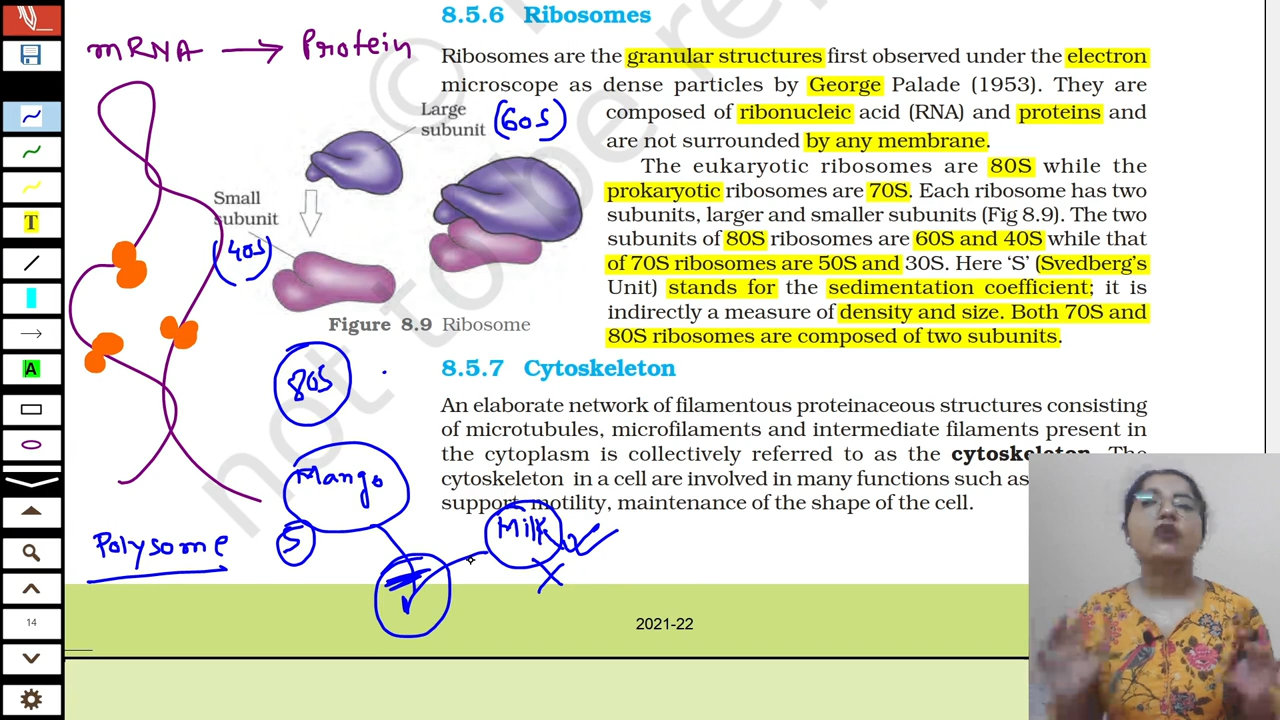 8.5.6 Ribosomes
mRNA → Protein
Ribosomes are the granular structures first observed under the electron
microscope as dense particles by George Palade (1953). They are
composed of ribonucleic acid (RNA) and proteins and
are not surrounded by any membrane.
Large
subunit
(60S)
Small
subunit
(40S)
The eukaryotic ribosomes are 80S while the
prokaryotic ribosomes are 70S. Each ribosome has two
subunits, larger and smaller subunits (Fig 8.9). The two
subunits of 80S ribosomes are 60S and 40S while that
of 70S ribosomes are 50S and 30S. Here ‘S’ (Svedberg’s
Unit) stands for the sedimentation coefficient; it is
indirectly a measure of density and size. Both 70S and
80S ribosomes are composed of two subunits.
Figure 8.9 Ribosome
80S
8.5.7 Cytoskeleton
An elaborate network of filamentous proteinaceous structures consisting
of microtubules, microfilaments and intermediate filaments present in
the cytoplasm is collectively referred to as the cytoskeleton. The
cytoskeleton in a cell are involved in many functions such as
support, motility, maintenance of the shape of the cell.
Mango
Milk
5
Polysome
2021-22
T
A
14
©
not to be re